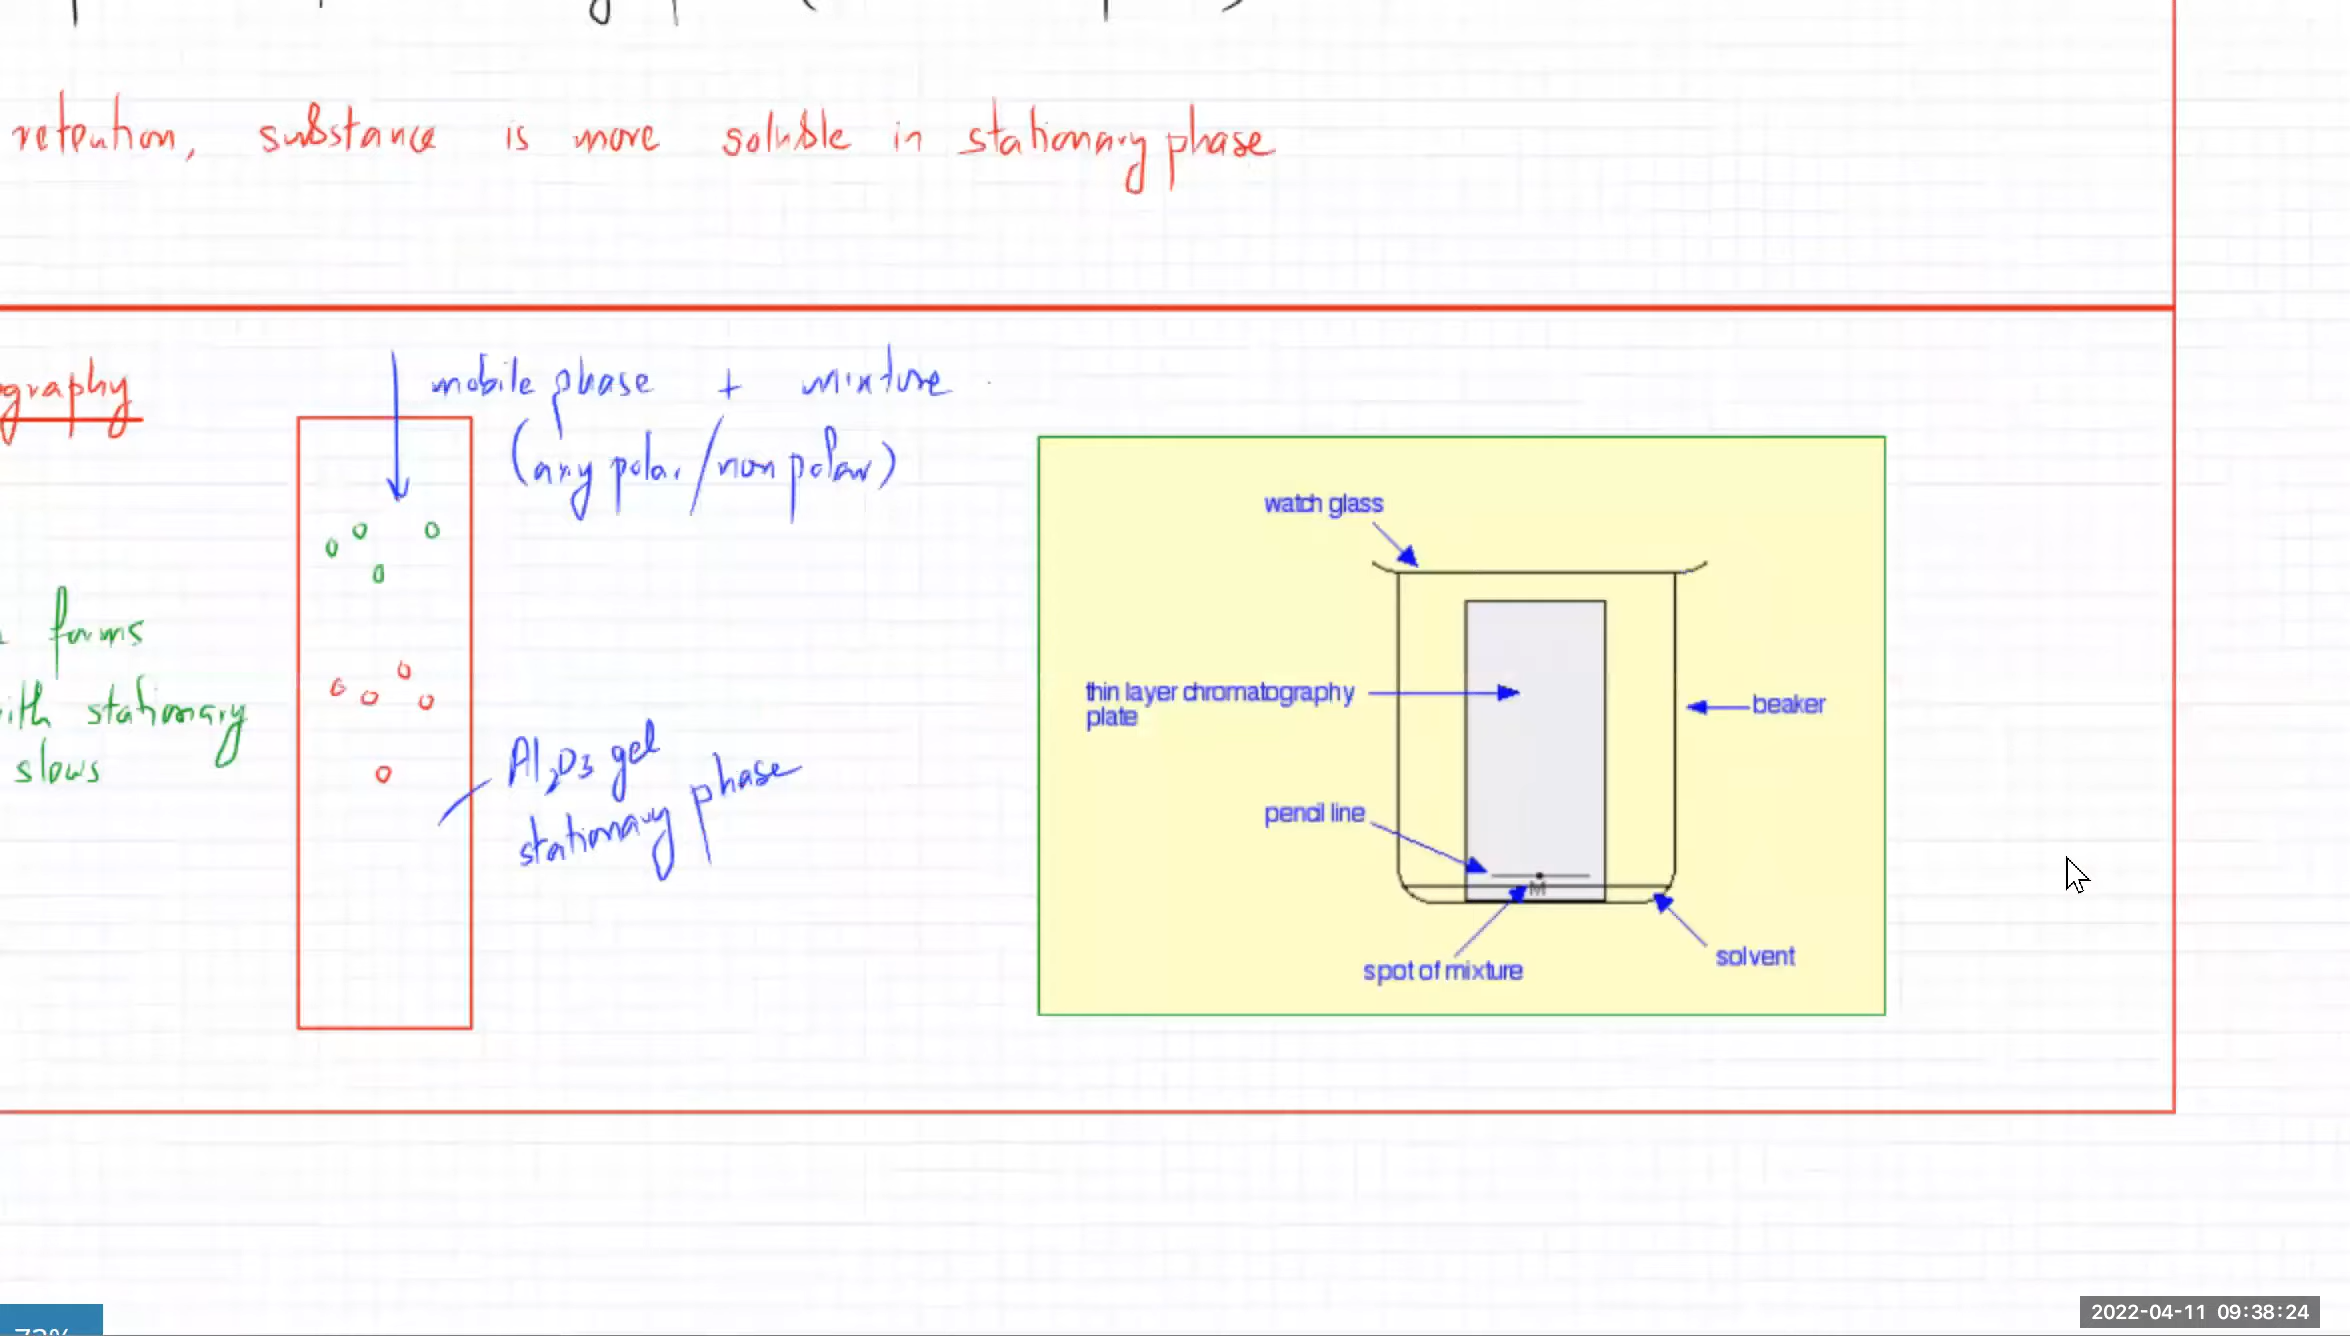 retention, substance is more soluble in stationary phase
graphy
mobile phase + mixture
(any polar/non polar)
forms
ith stationary
slows
Al2O3 gel
stationary phase
watch glass
thin layer chromatography
plate
beaker
pencil line
M
spot of mixture
solvent
2022-04-11 09:38:24